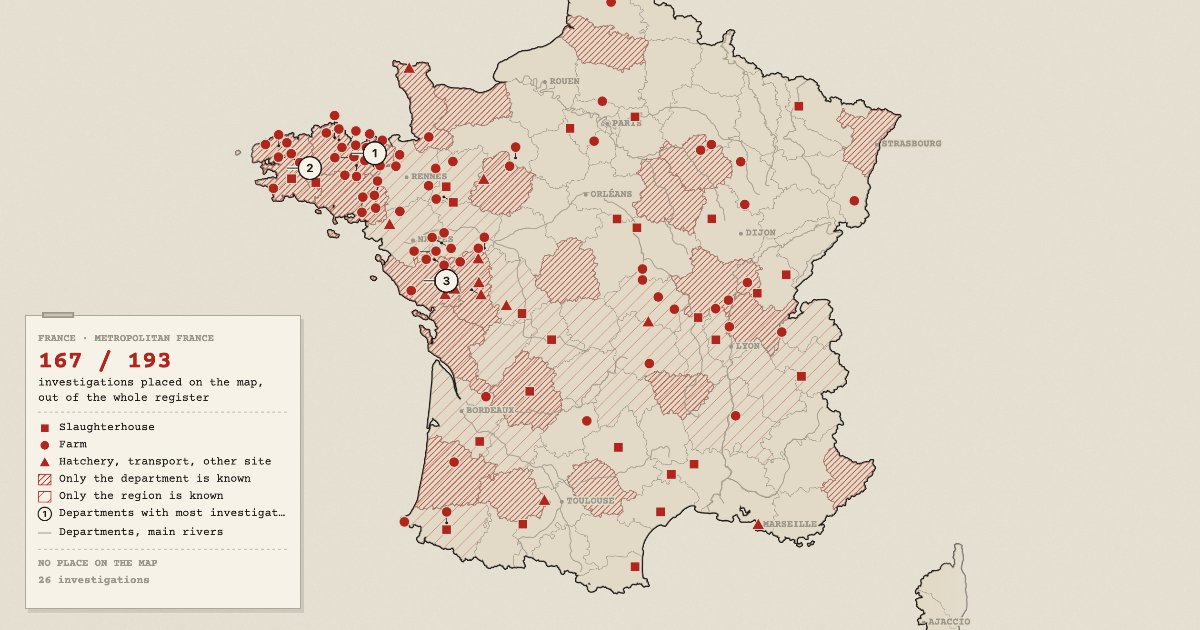 ROUEN
PARIS
STRASBOURG
RENNES
ORLÉANS
DIJON
LYON
BORDEAUX
TOULOUSE
MARSEILLE
AJACCIO
1
2
3
FRANCE · METROPOLITAN FRANCE
167 / 193
investigations placed on the map,
out of the whole register
Slaughterhouse
Farm
Hatchery, transport, other site
Only the department is known
Only the region is known
1 Departments with most investigat…
Departments, main rivers
NO PLACE ON THE MAP
26 investigations